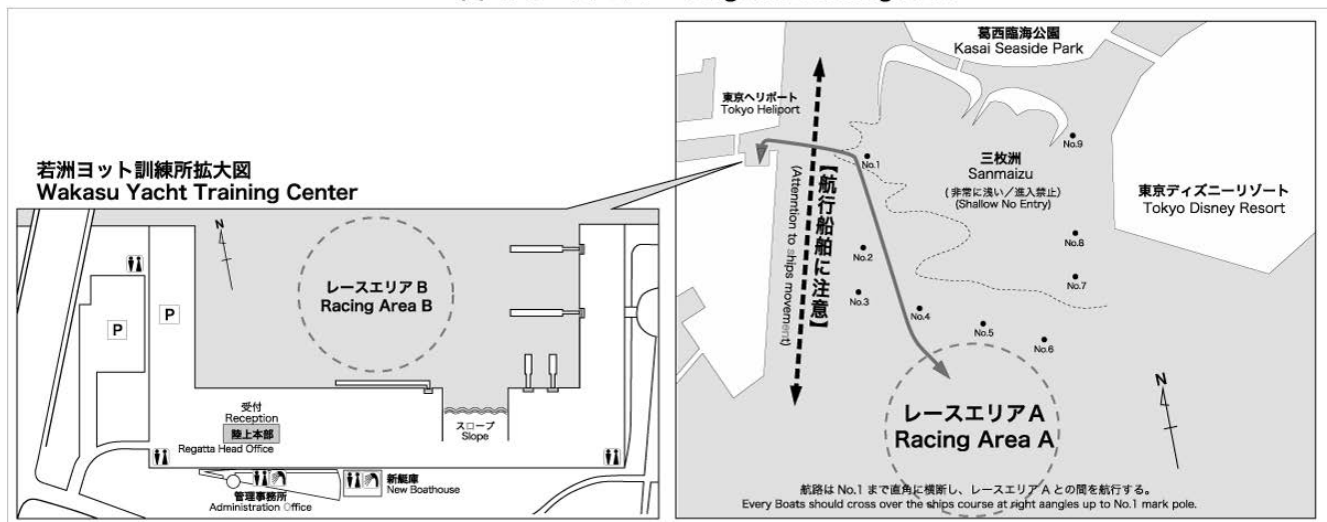 若洲ヨット訓練所拡大図
Wakasu Yacht Training Center
N
レースエリア B
Racing Area B
P
P
受付
Reception
陸上本部
Regatta Head Office
スロープ
Slope
管理事務所
Administration Office
新艇庫
New Boathouse
葛西臨海公園
Kasai Seaside Park
東京ヘリポート
Tokyo Heliport
【航行船舶に注意】
(Attenntion to ships movement)
三枚洲
Sanmaizu
(非常に浅い/進入禁止)
(Shallow No Entry)
東京ディズニーリゾート
Tokyo Disney Resort
No.1
No.2
No.3
No.4
No.5
No.6
No.7
No.8
No.9
N
レースエリア A
Racing Area A
航路は No.1 まで直角に横断し、レースエリア A との間を航行する。
Every Boats should cross over the ships course at right aangles up to No.1 mark pole.